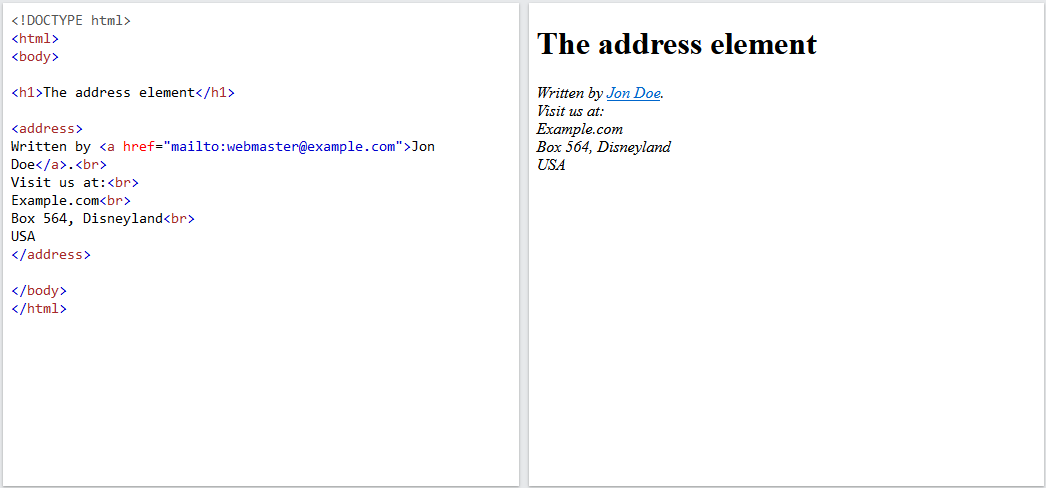 <!DOCTYPE html>
<html>
<body>
<h1>The address element</h1>
<address>
Written by <a href="mailto:webmaster@example.com">Jon
Doe</a>.<br>
Visit us at:<br>
Example.com<br>
Box 564, Disneyland<br>
USA
</address>
</body>
</html>
The address element
Written by Jon Doe.
Visit us at:
Example.com
Box 564, Disneyland
USA